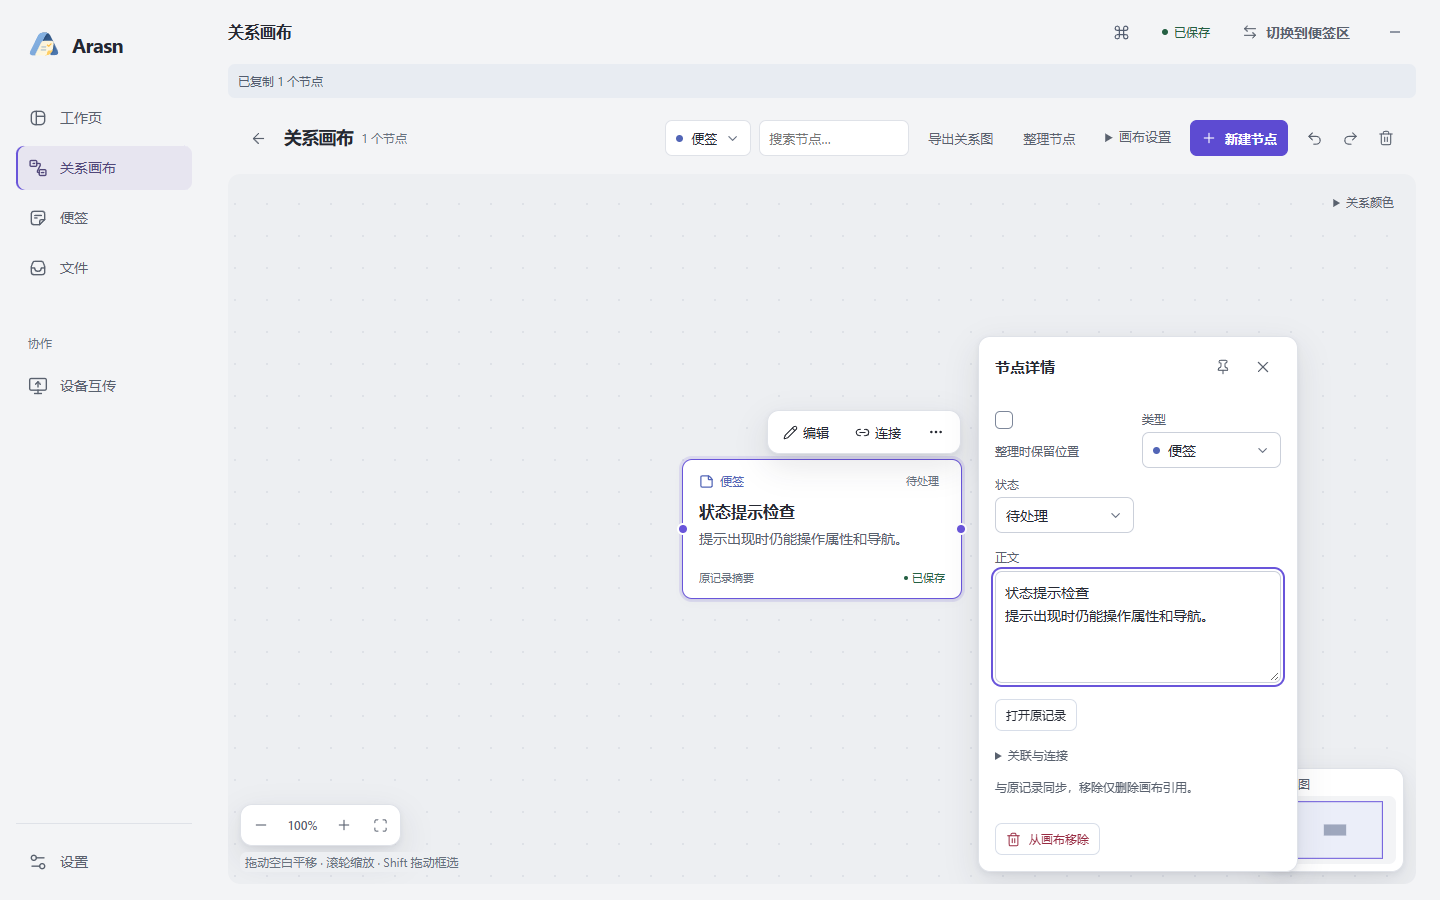 Arasn
工作页
关系画布
便签
文件
协作
设备互传
设置
关系画布
已保存
切换到便签区
已复制 1 个节点
关系画布 1 个节点
便签
搜索节点...
导出关系图
整理节点
画布设置
新建节点
关系颜色
编辑
连接
便签
待处理
状态提示检查
提示出现时仍能操作属性和导航。
原记录摘要
已保存
节点详情
整理时保留位置
类型
便签
状态
待处理
正文
状态提示检查
提示出现时仍能操作属性和导航。
打开原记录
关联与连接
与原记录同步，移除仅删除画布引用。
从画布移除
图
100%
拖动空白平移 · 滚轮缩放 · Shift 拖动框选